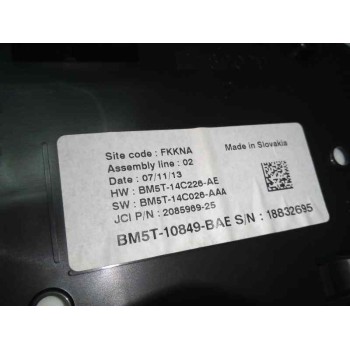 Site code : FKKNA
Made in Slovakia
Assembly line : 02
Date : 07/11/13
HW : BM5T-14C226-AE
SW : BM5T-14C026-AAA
JCI P/N : 2085969-25
BM5T-10849-BAE S/N : 18832695